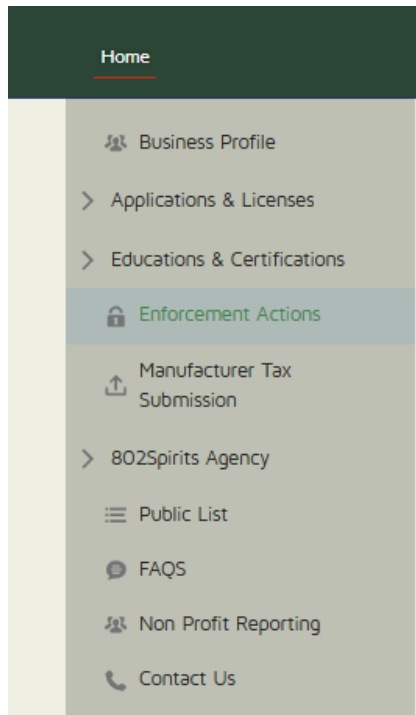 Home
Business Profile
Applications & Licenses
Educations & Certifications
Enforcement Actions
Manufacturer Tax
Submission
802Spirits Agency
Public List
FAQS
Non Profit Reporting
Contact Us